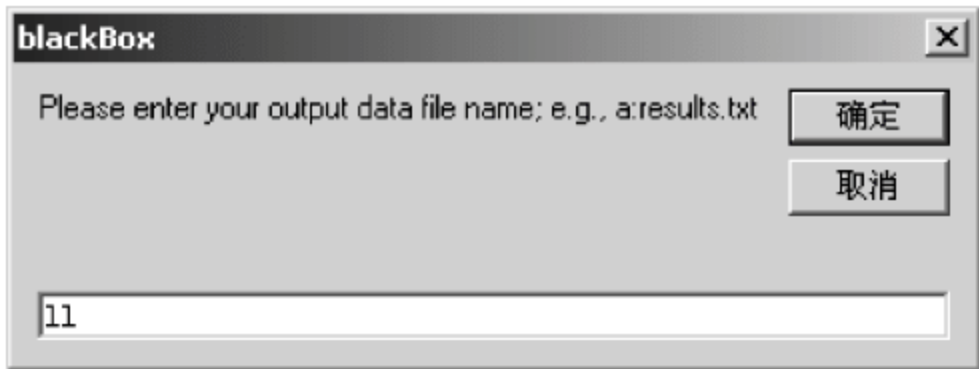 blackBox
Please enter your output data file name; e.g., a:results.txt
确定
取消
11